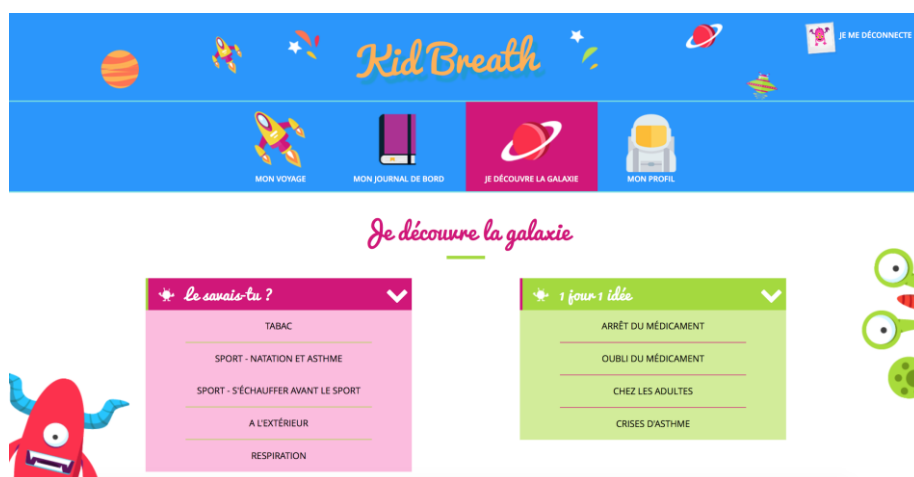 Kid Breath
JE ME DÉCONNECTE
MON VOYAGE
MON JOURNAL DE BORD
JE DÉCOUVRE LA GALAXIE
MON PROFIL
Je découvre la galaxie
Le savais-tu ?
TABAC
SPORT - NATATION ET ASTHME
SPORT - S'ÉCHAUFFER AVANT LE SPORT
A L'EXTÉRIEUR
RESPIRATION
1 jour 1 idée
ARRÊT DU MÉDICAMENT
OUBLI DU MÉDICAMENT
CHEZ LES ADULTES
CRISES D'ASTHME